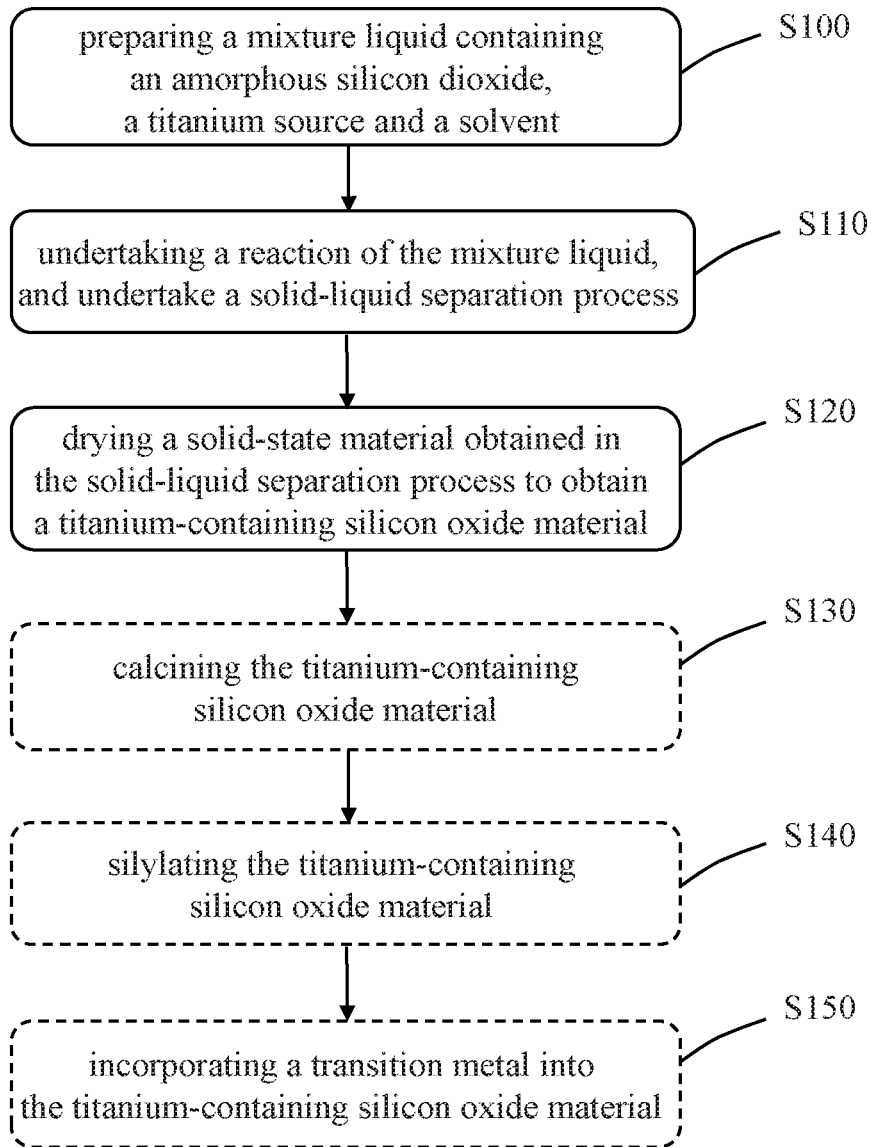 preparing a mixture liquid containing
an amorphous silicon dioxide,
a titanium source and a solvent
S100
undertaking a reaction of the mixture liquid,
and undertake a solid-liquid separation process
S110
drying a solid-state material obtained in
the solid-liquid separation process to obtain
a titanium-containing silicon oxide material
S120
calcining the titanium-containing
silicon oxide material
S130
silylating the titanium-containing
silicon oxide material
S140
incorporating a transition metal into
the titanium-containing silicon oxide material
S150